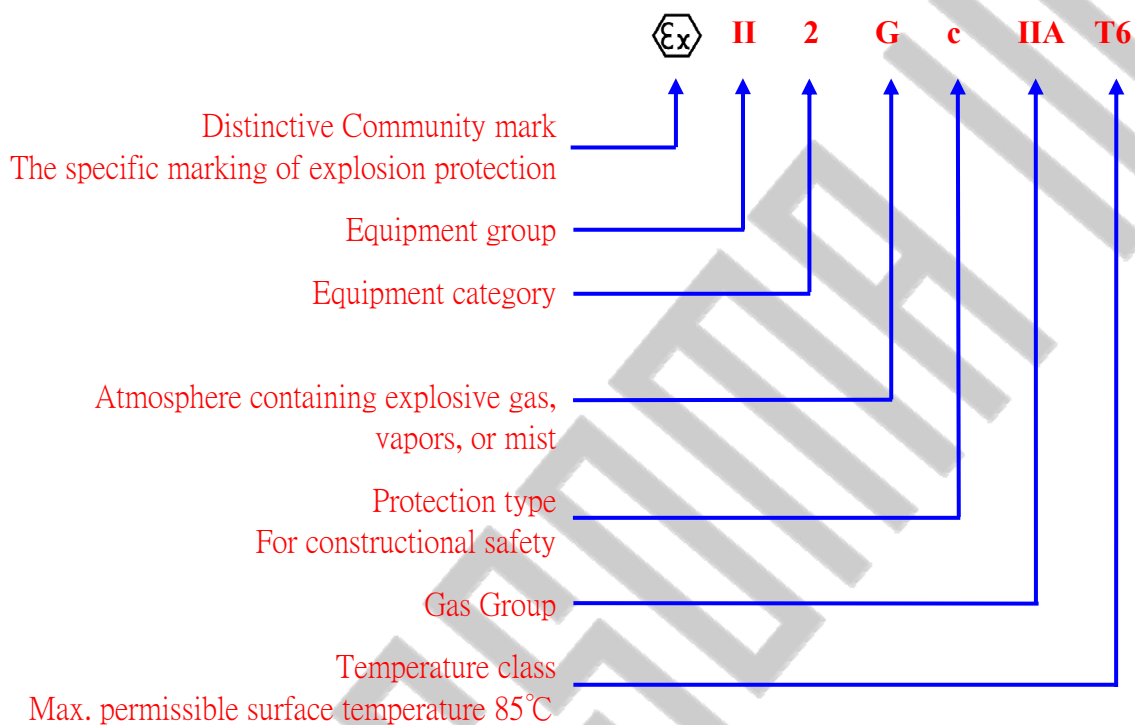 Ex II 2 G c IIA T6
Distinctive Community mark
The specific marking of explosion protection
Equipment group
Equipment category
Atmosphere containing explosive gas,
vapors, or mist
Protection type
For constructional safety
Gas Group
Temperature class
Max. permissible surface temperature 85℃